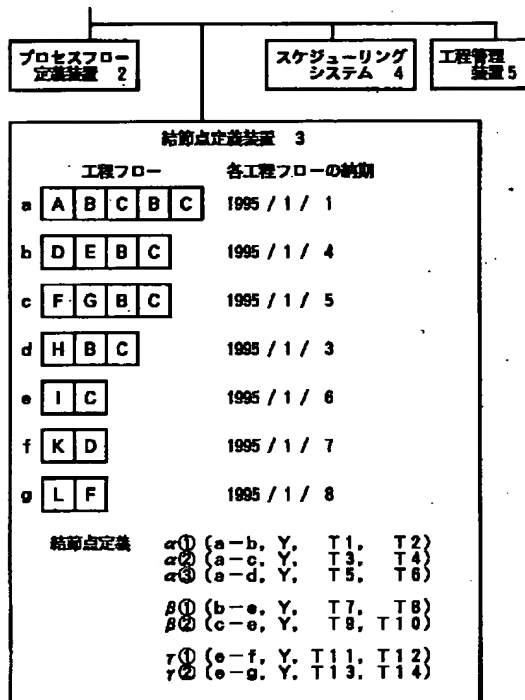 プロセスフロー
定義装置 2
スケジューリング
システム 4
工程管理
装置 5
結節点定義装置 3
工程フロー 各工程フローの納期
a A B C B C 1995 / 1 / 1
b D E B C 1995 / 1 / 4
c F G B C 1995 / 1 / 5
d H B C 1995 / 1 / 3
e I C 1995 / 1 / 6
f K D 1995 / 1 / 7
g L F 1995 / 1 / 8
結節点定義 α① (a-b, Y, T1, T2)
α② (a-c, Y, T3, T4)
α③ (a-d, Y, T5, T6)
β① (b-e, Y, T7, T8)
β② (c-e, Y, T9, T10)
γ① (e-f, Y, T11, T12)
γ② (e-g, Y, T13, T14)